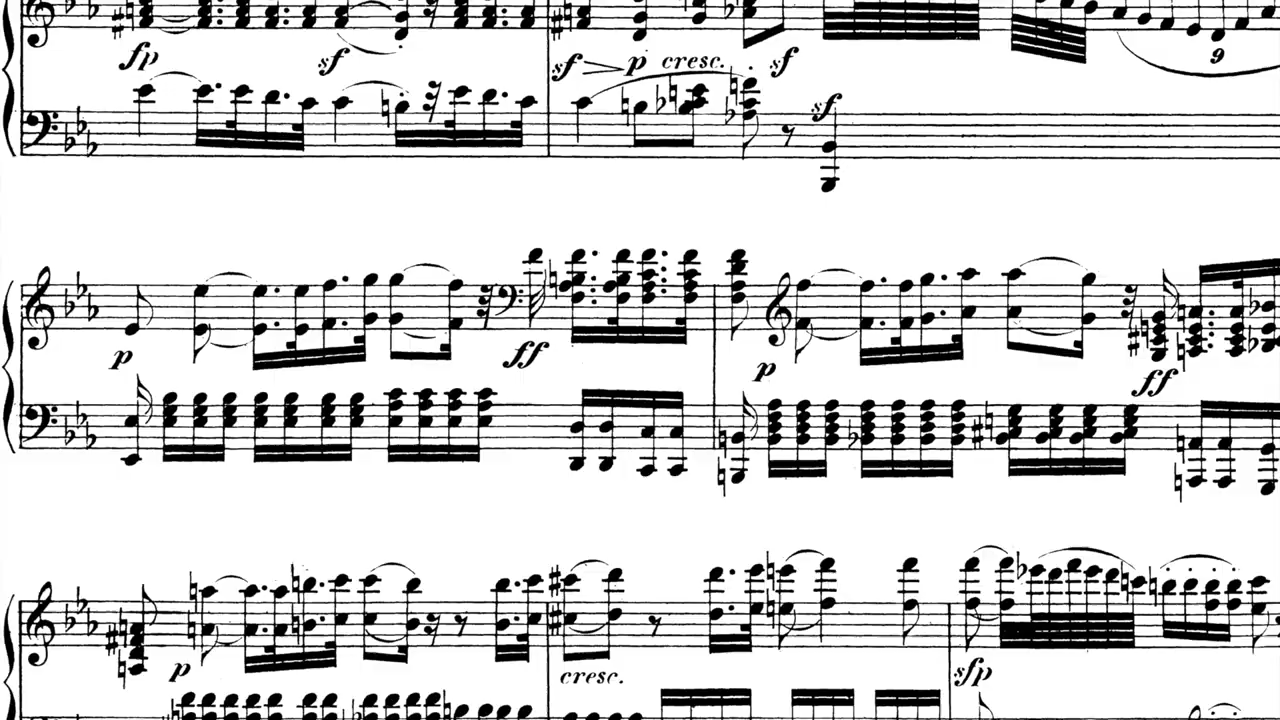 fp sf sf p cresc. sf
9
sf
p ff p ff
p cresc. sfp